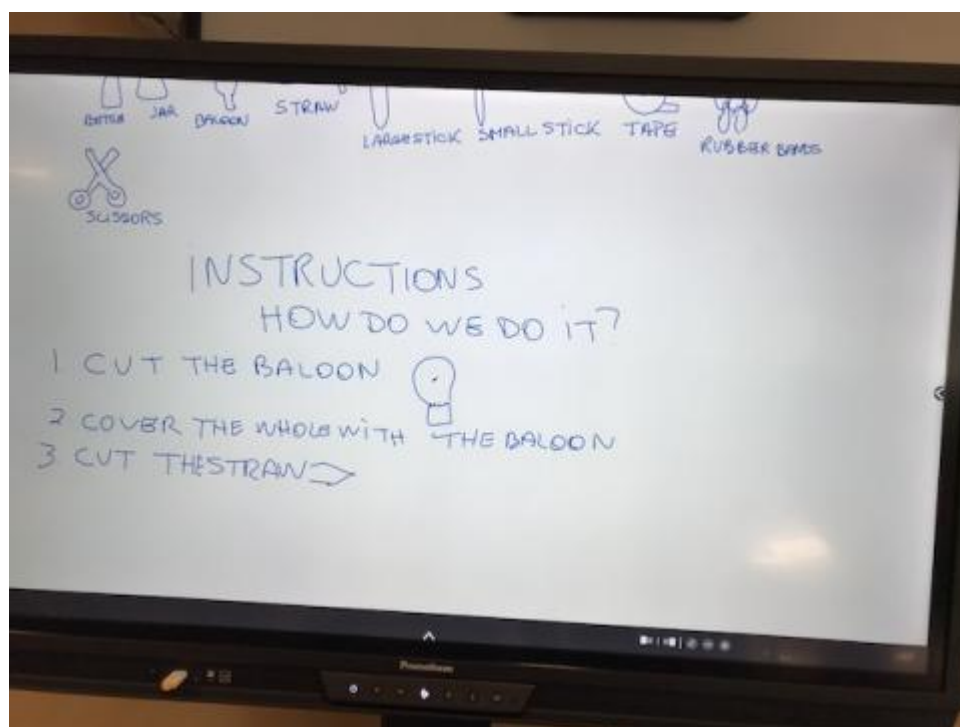 JAR BALOON STRAW LARGE STICK SMALL STICK TAPE RUBBER BANDS
SCISSORS
INSTRUCTIONS
HOW DO WE DO IT?
1 CUT THE BALOON
2 COVER THE WHOLE WITH THE BALOON
3 CUT THE STRAW
Promethean